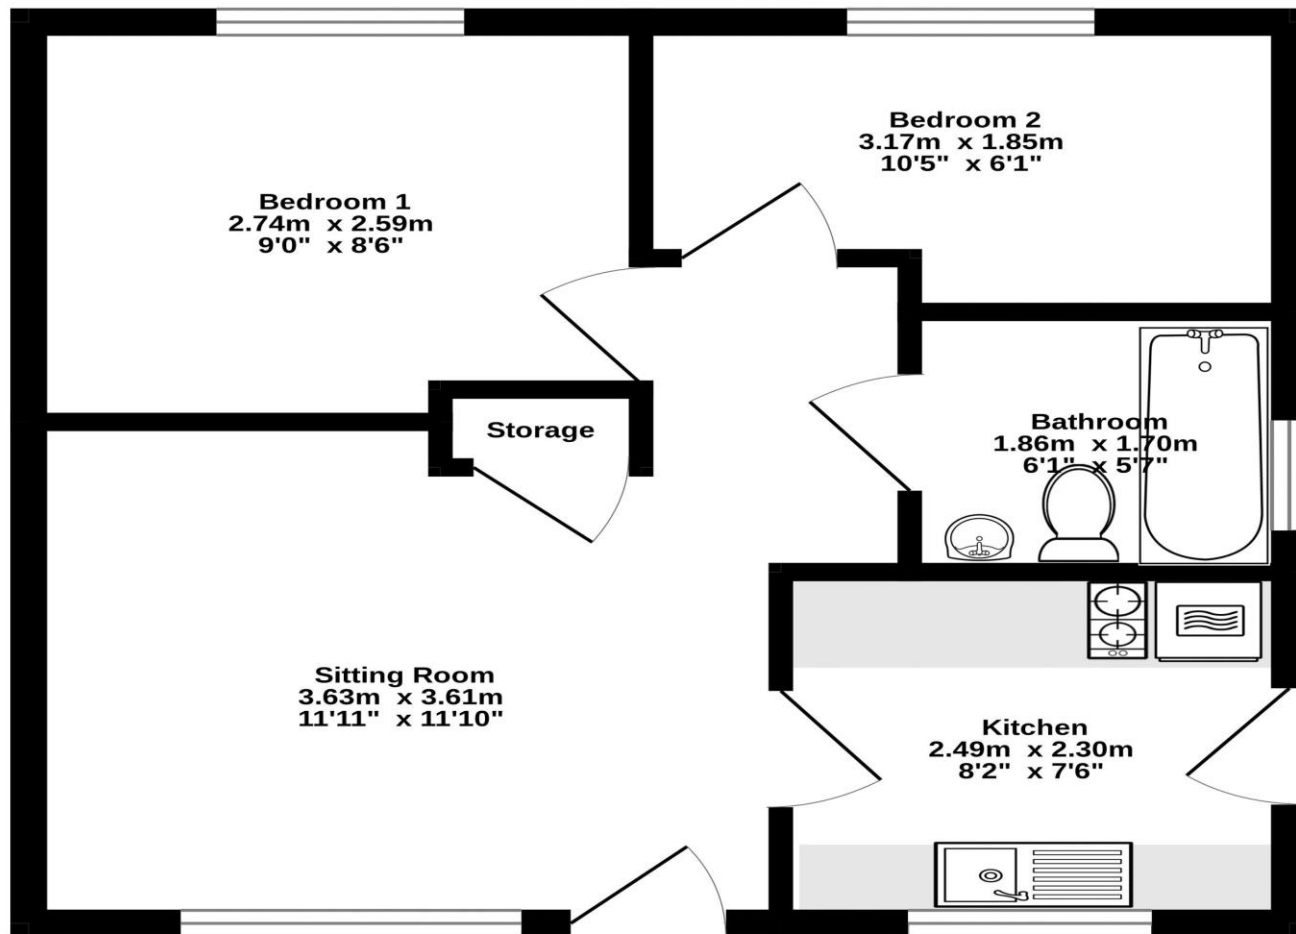 Bedroom 1
2.74m x 2.59m
9'0" x 8'6"
Bedroom 2
3.17m x 1.85m
10'5" x 6'1"
Storage
Bathroom
1.86m x 1.70m
6'1" x 5'7"
Sitting Room
3.63m x 3.61m
11'11" x 11'10"
Kitchen
2.49m x 2.30m
8'2" x 7'6"